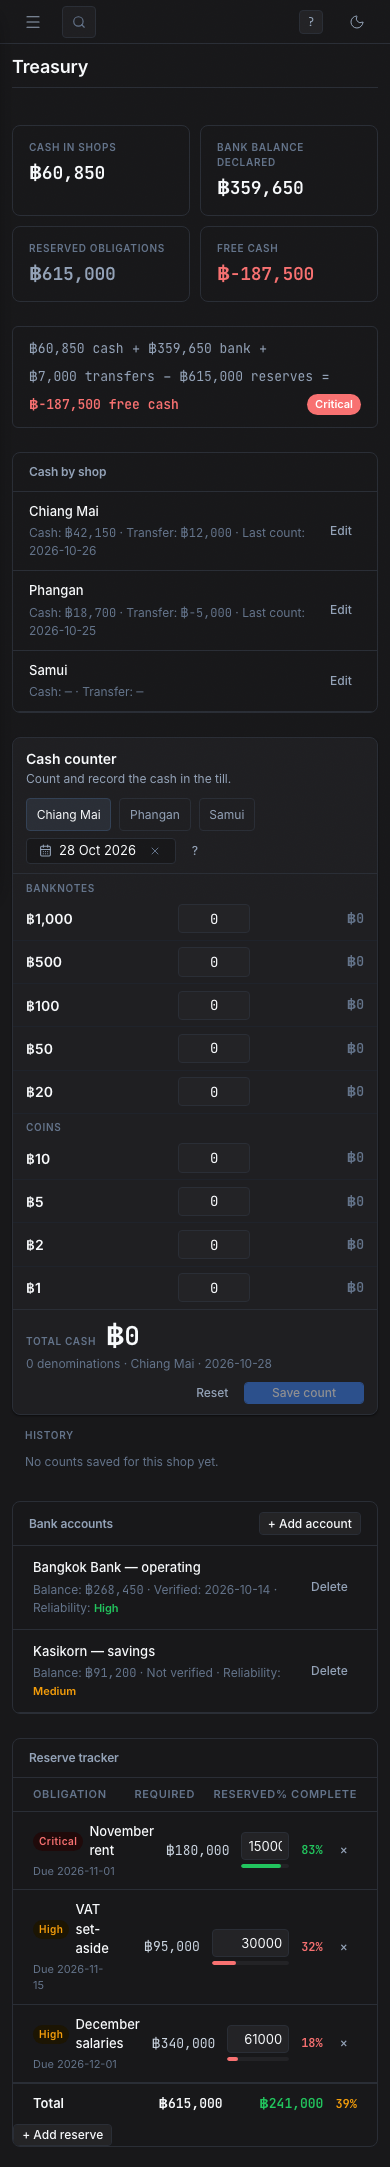 ?
Treasury
CASH IN SHOPS
฿60,850
BANK BALANCE
DECLARED
฿359,650
RESERVED OBLIGATIONS
฿615,000
FREE CASH
฿-187,500
฿60,850 cash + ฿359,650 bank +
฿7,000 transfers − ฿615,000 reserves =
฿-187,500 free cash
Critical
Cash by shop
Chiang Mai
Cash: ฿42,150 · Transfer: ฿12,000 · Last count:
2026-10-26
Edit
Phangan
Cash: ฿18,700 · Transfer: ฿-5,000 · Last count:
2026-10-25
Edit
Samui
Cash: — · Transfer: —
Edit
Cash counter
Count and record the cash in the till.
Chiang Mai Phangan Samui
28 Oct 2026 × ?
BANKNOTES
฿1,000 0 ฿0
฿500 0 ฿0
฿100 0 ฿0
฿50 0 ฿0
฿20 0 ฿0
COINS
฿10 0 ฿0
฿5 0 ฿0
฿2 0 ฿0
฿1 0 ฿0
TOTAL CASH ฿0
0 denominations · Chiang Mai · 2026-10-28
Reset Save count
HISTORY
No counts saved for this shop yet.
Bank accounts + Add account
Bangkok Bank — operating
Balance: ฿268,450 · Verified: 2026-10-14 ·
Reliability: High
Delete
Kasikorn — savings
Balance: ฿91,200 · Not verified · Reliability:
Medium
Delete
Reserve tracker
OBLIGATION REQUIRED RESERVED % COMPLETE
Critical November
rent
Due 2026-11-01
฿180,000 15000 83% ×
High VAT
set-
aside
Due 2026-11-
15
฿95,000 30000 32% ×
High December
salaries
Due 2026-12-01
฿340,000 61000 18% ×
Total ฿615,000 ฿241,000 39%
+ Add reserve